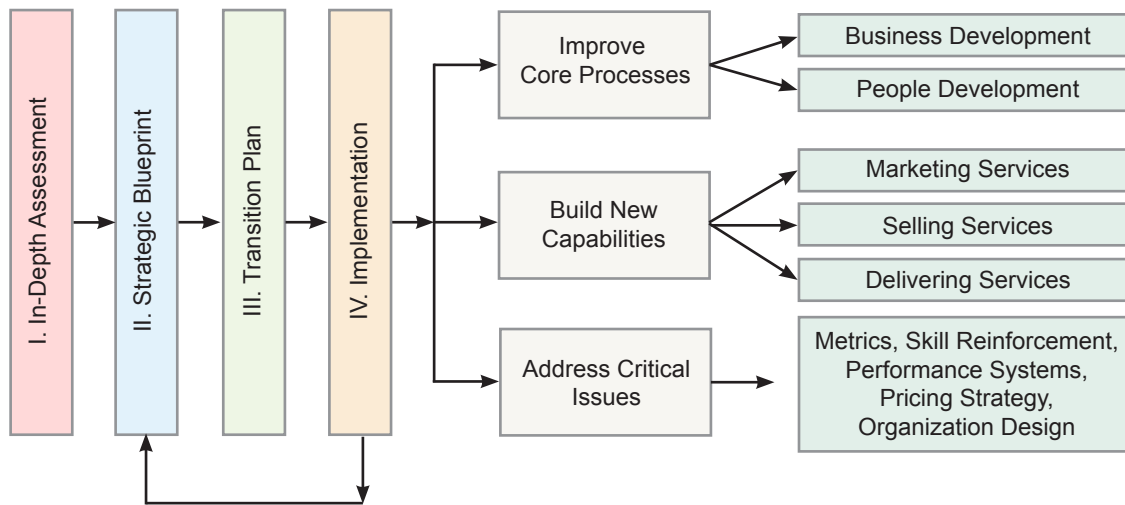 I. In-Depth Assessment
II. Strategic Blueprint
III. Transition Plan
IV. Implementation
Improve
Core Processes
Business Development
People Development
Build New
Capabilities
Marketing Services
Selling Services
Delivering Services
Address Critical
Issues
Metrics, Skill Reinforcement,
Performance Systems,
Pricing Strategy,
Organization Design